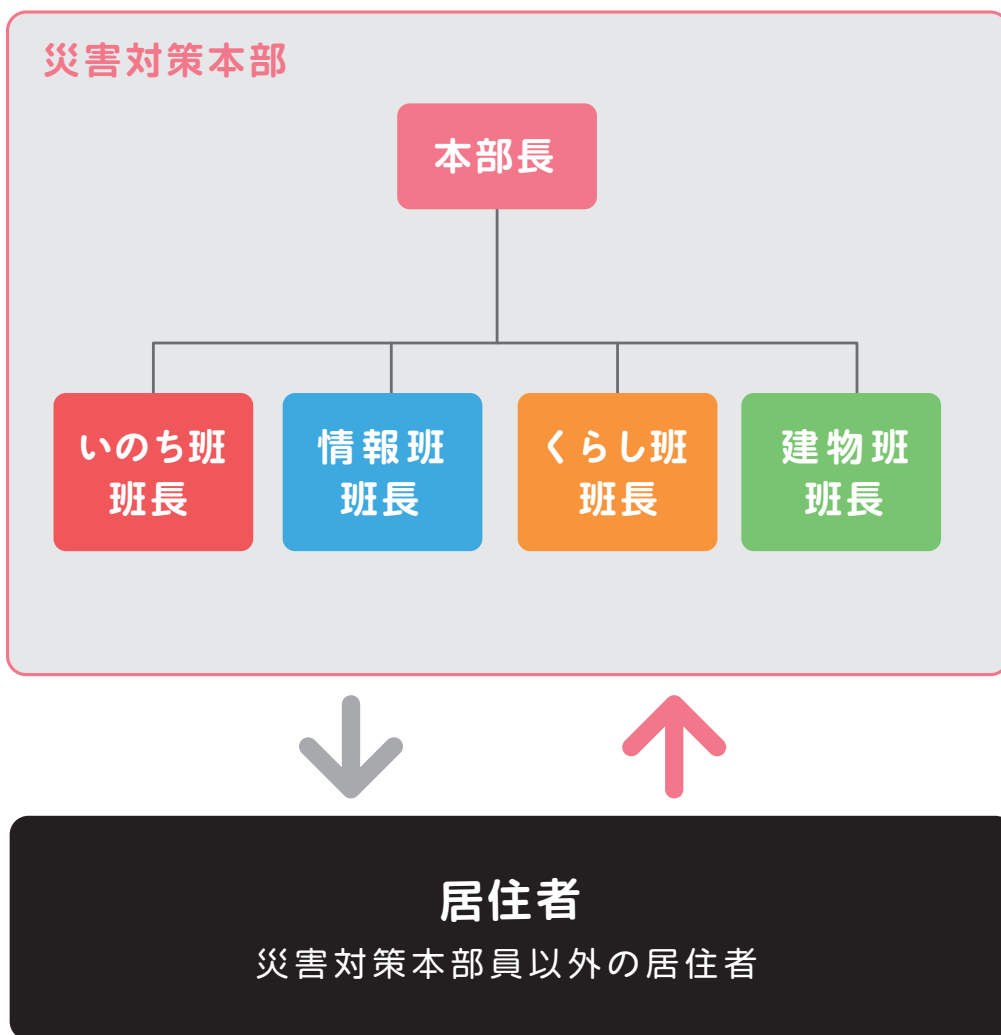 災害対策本部
本部長
いのち班
班長
情報班
班長
くらし班
班長
建物班
班長
居住者
災害対策本部員以外の居住者